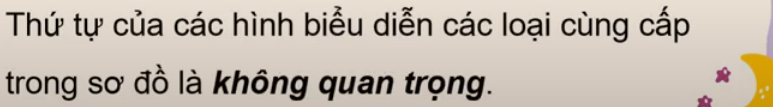 Thứ tự của các hình biểu diễn các loại cùng cấp
trong sơ đồ là không quan trọng.